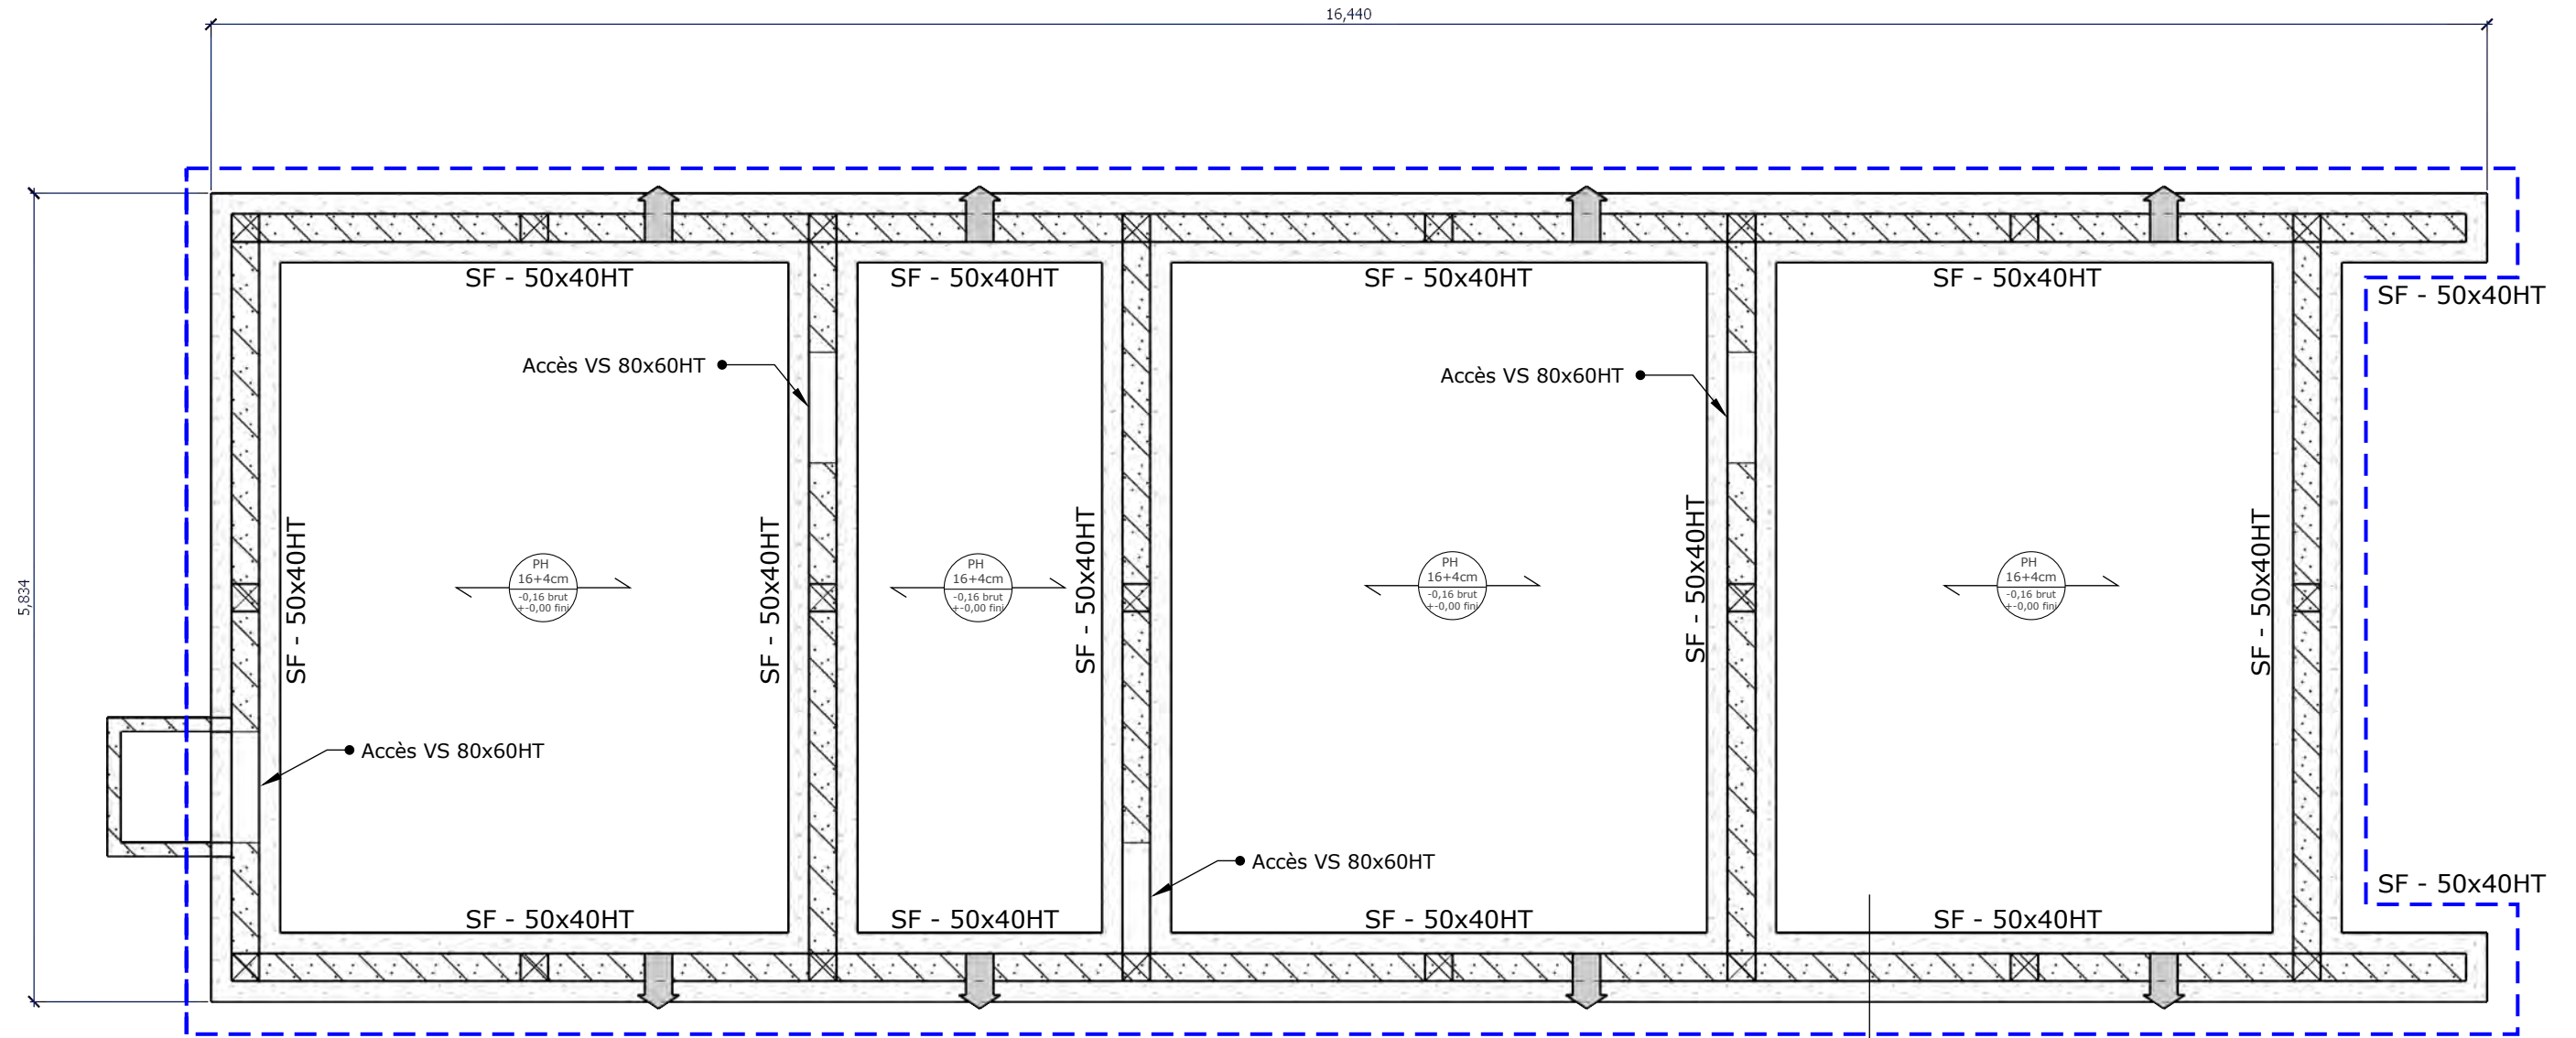 16,440
5,834
SF - 50x40HT
SF - 50x40HT
SF - 50x40HT
SF - 50x40HT
SF - 50x40HT
Accès VS 80x60HT
Accès VS 80x60HT
SF - 50x40HT
SF - 50x40HT
SF - 50x40HT
SF - 50x40HT
SF - 50x40HT
PH
16+4cm
-0,16 brut
+-0,00 fini
PH
16+4cm
-0,16 brut
+-0,00 fini
PH
16+4cm
-0,16 brut
+-0,00 fini
PH
16+4cm
-0,16 brut
+-0,00 fini
Accès VS 80x60HT
Accès VS 80x60HT
SF - 50x40HT
SF - 50x40HT
SF - 50x40HT
SF - 50x40HT
SF - 50x40HT